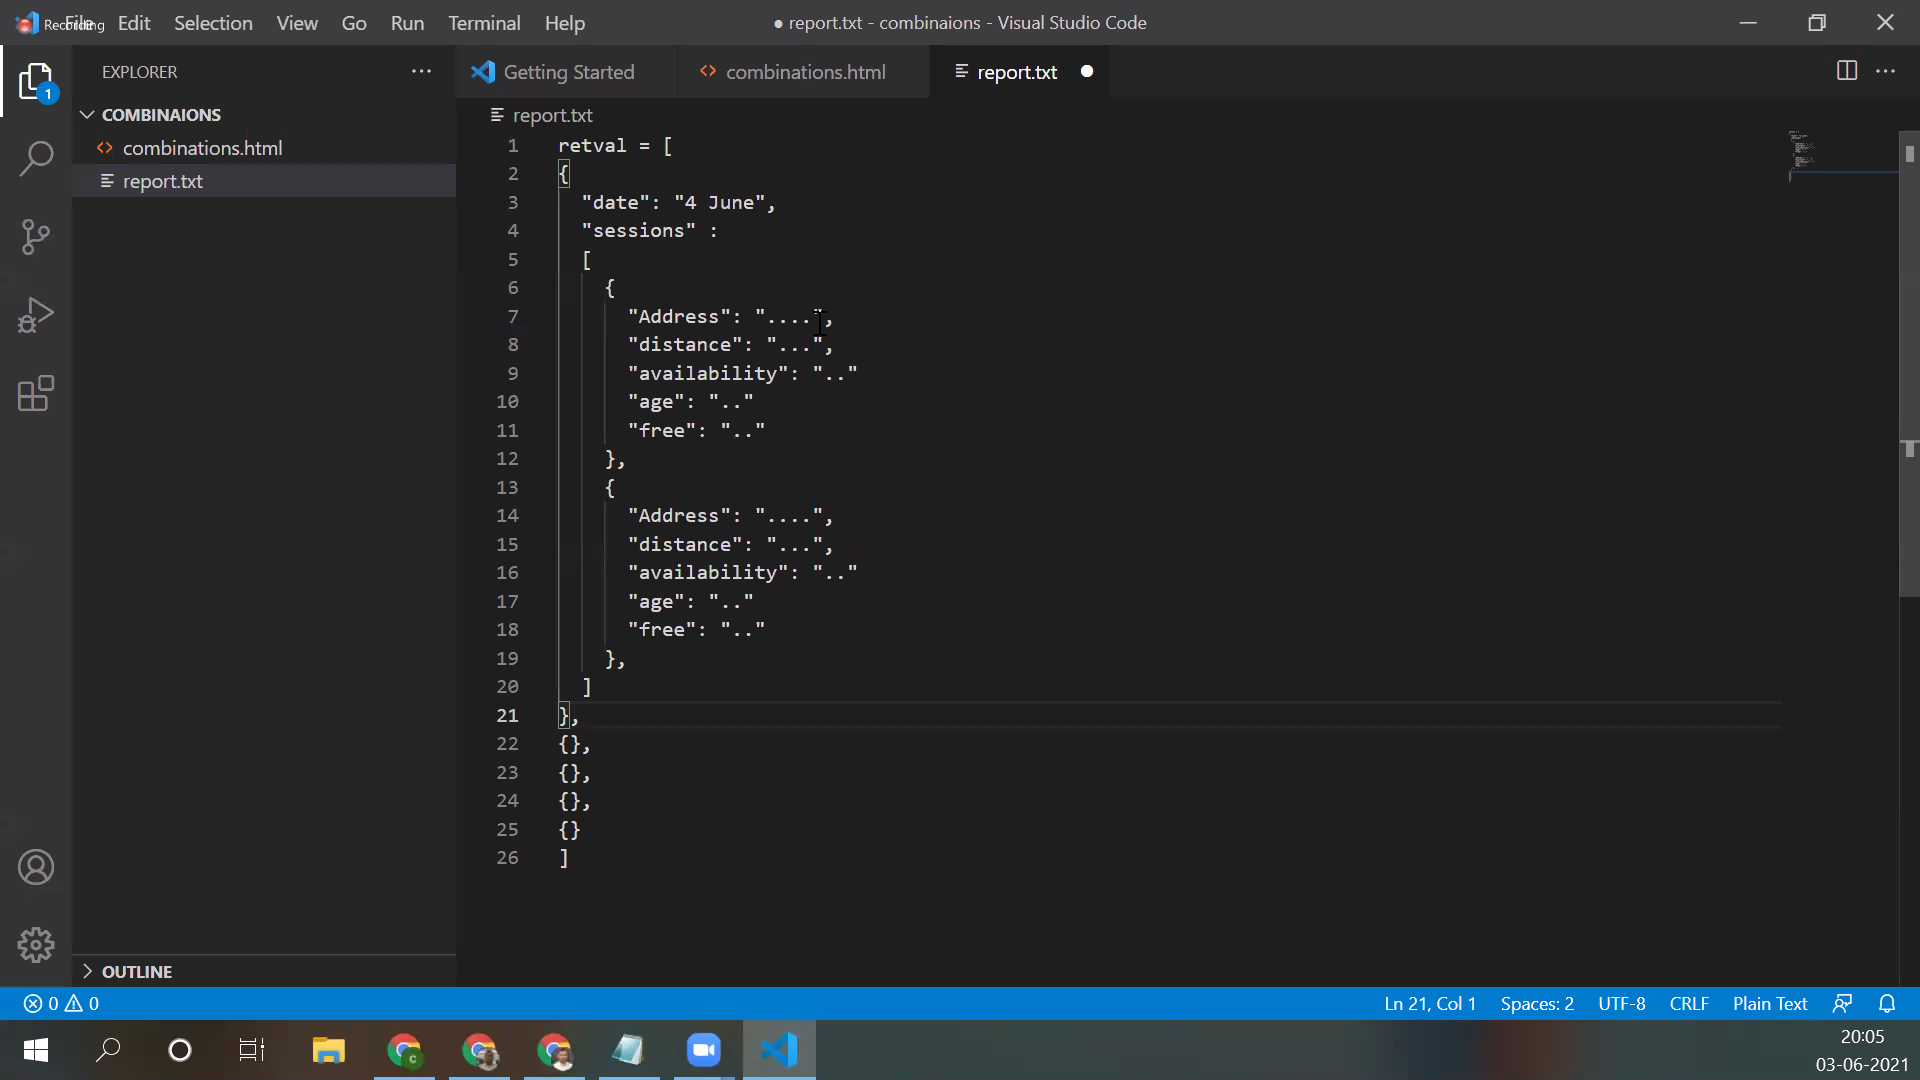 Recording
File Edit Selection View Go Run Terminal Help
● report.txt - combinaions - Visual Studio Code
EXPLORER
Getting Started
combinations.html
report.txt
1
COMBINAIONS
combinations.html
report.txt
report.txt
1 retval = [
2 {
3 "date": "4 June",
4 "sessions" :
5 [
6 {
7 "Address": "....",
8 "distance": "...",
9 "availability": ".."
10 "age": ".."
11 "free": ".."
12 },
13 {
14 "Address": "....",
15 "distance": "...",
16 "availability": ".."
17 "age": ".."
18 "free": ".."
19 },
20 ]
21 },
22 {},
23 {},
24 {},
25 {}
26 ]
OUTLINE
0 0
Ln 21, Col 1 Spaces: 2 UTF-8 CRLF Plain Text
C
20:05
03-06-2021